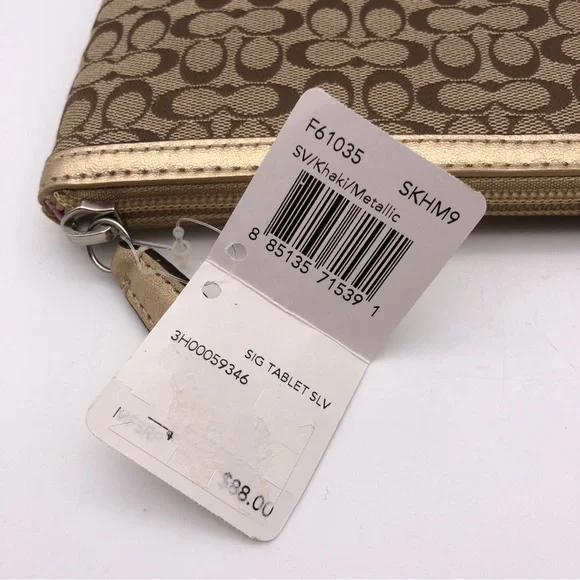 F61035 SKHM9
SV/Khaki/Metallic
8 85135 71539 1
SIG TABLET SLV
3H00059346
$88.00